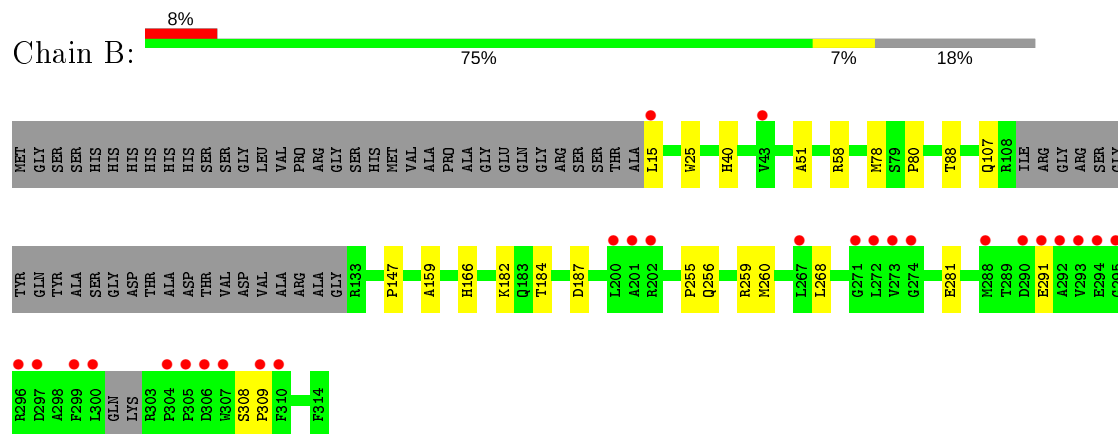 8%
Chain B:
75% 7% 18%
MET GLY SER SER HIS HIS HIS HIS HIS HIS SER SER GLY LEU VAL PRO ARG GLY SER HIS MET VAL ALA PRO ALA GLY GLU GLN GLY ARG SER SER THR ALA L15 W25 H40 V43 A51 R58 M78 S79 P80 T88 Q107 R108 ILE ARG GLY ARG SER GLY
TYR GLN TYR ALA SER GLY ASP THR ALA ASP THR VAL ASP VAL ALA ARG ALA GLY R133 P147 A159 H166 K182 Q183 T184 D187 L200 A201 R202 P255 Q256 R259 M260 L267 L268 G271 L272 V273 G274 E281 M288 T289 D290 E291 A292 V293 E294 G295
R296 D297 A298 F299 L300 GLN LYS R303 P304 P305 D306 W307 S308 P309 F310 F314